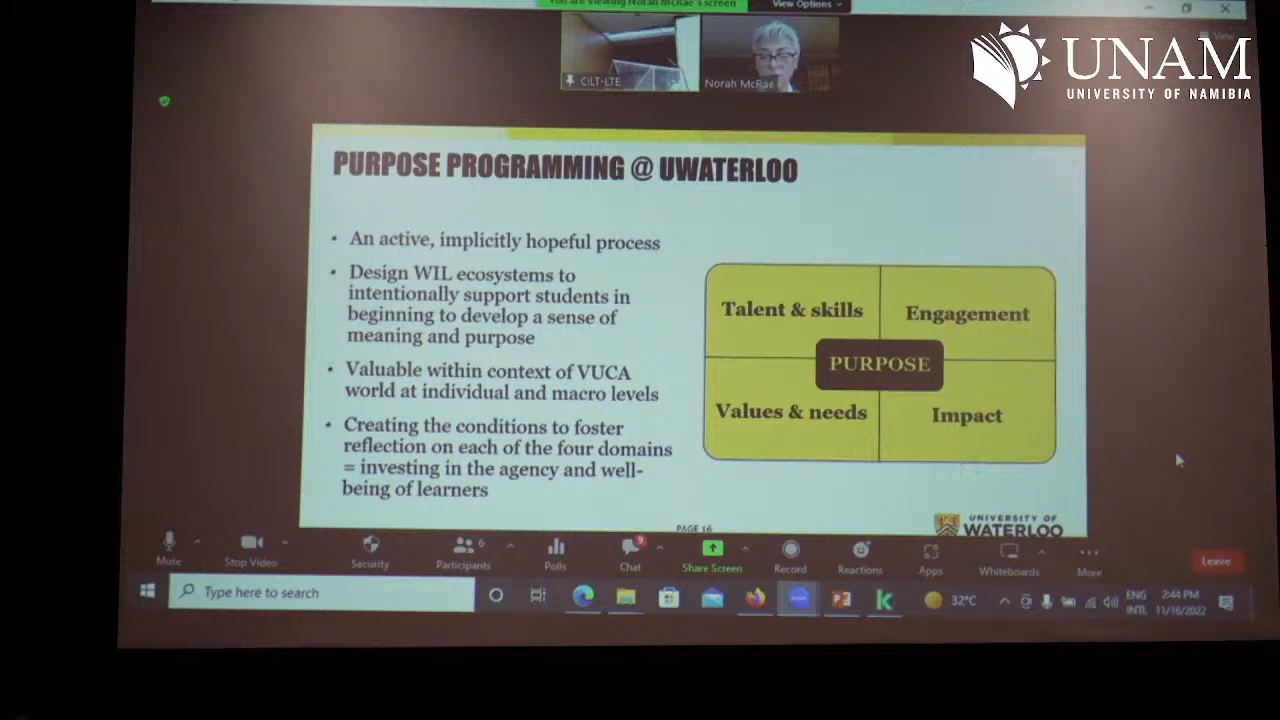 You are viewing Norah McRae's screen
View Options
View
CILT-LTE
Norah McRae
UNAM
UNIVERSITY OF NAMIBIA
PURPOSE PROGRAMMING @ UWATERLOO
• An active, implicitly hopeful process
• Design WIL ecosystems to
intentionally support students in
beginning to develop a sense of
meaning and purpose
• Valuable within context of VUCA
world at individual and macro levels
• Creating the conditions to foster
reflection on each of the four domains
= investing in the agency and well-
being of learners
Talent & skills
Engagement
PURPOSE
Values & needs
Impact
PAGE 16
UNIVERSITY OF
WATERLOO
Mute
Stop Video
Security
6
Participants
Polls
9
Chat
Share Screen
Record
Reactions
Apps
Whiteboards
More
Leave
Type here to search
32°C
ENG
INTL
2:44 PM
11/16/2022